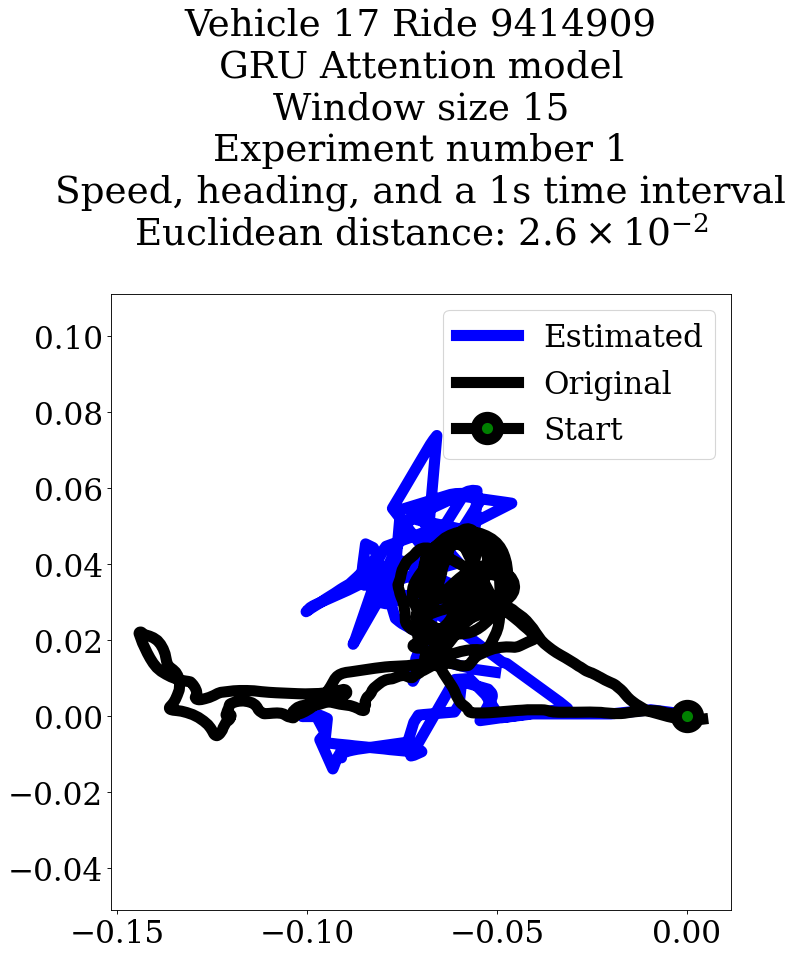 Vehicle 17 Ride 9414909
GRU Attention model
Window size 15
Experiment number 1
Speed, heading, and a 1s time interval
Euclidean distance: 2.6 × 10⁻²
Estimated
Original
Start
0.10
0.08
0.06
0.04
0.02
0.00
−0.02
−0.04
−0.15 −0.10 −0.05 0.00